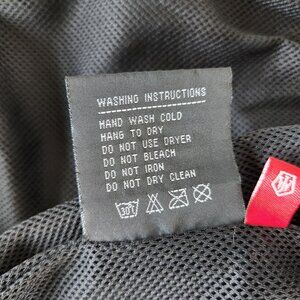 WASHING INSTRUCTIONS
HAND WASH COLD
HANG TO DRY
DO NOT USE DRYER
DO NOT BLEACH
DO NOT IRON
DO NOT DRY CLEAN
30°